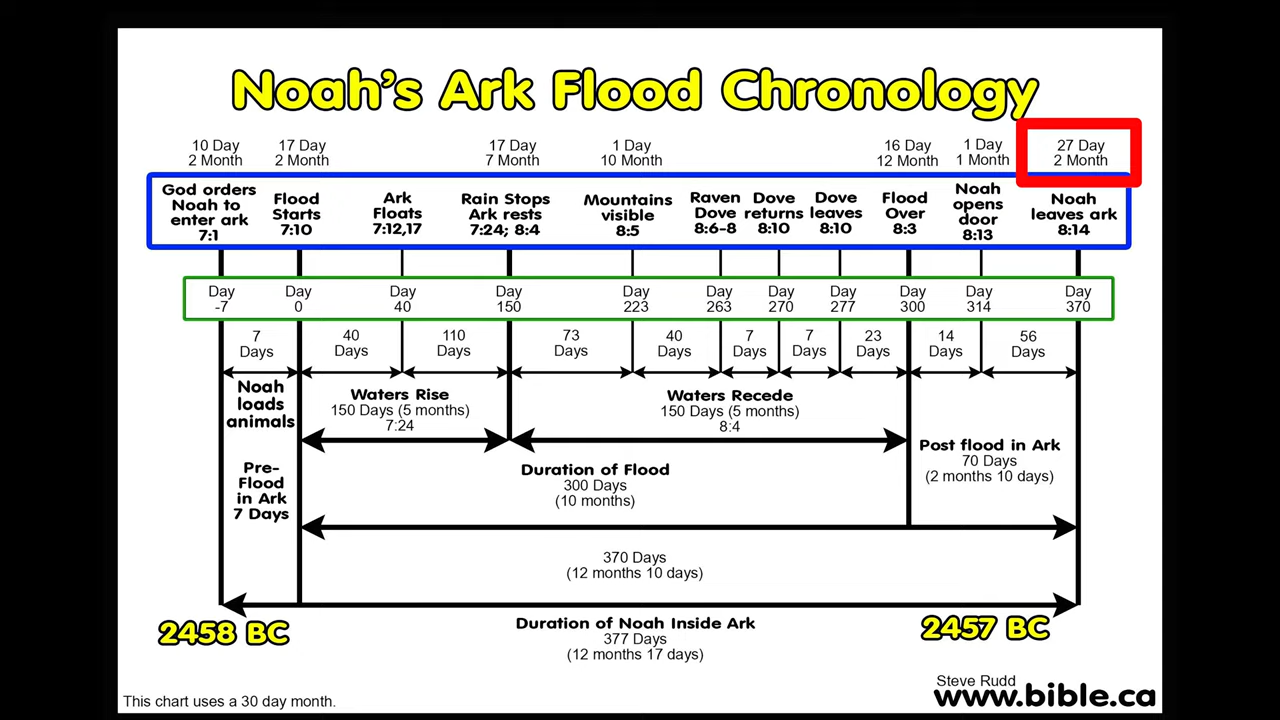 Noah's Ark Flood Chronology
10 Day
2 Month
17 Day
2 Month
17 Day
7 Month
1 Day
10 Month
16 Day
12 Month
1 Day
1 Month
27 Day
2 Month
God orders
Noah to
enter ark
7:1
Flood
Starts
7:10
Ark
Floats
7:12,17
Rain Stops
Ark rests
7:24; 8:4
Mountains
visible
8:5
Raven
Dove
8:6-8
Dove
returns
8:10
Dove
leaves
8:10
Flood
Over
8:3
Noah
opens
door
8:13
Noah
leaves ark
8:14
Day
-7
Day
0
Day
40
Day
150
Day
223
Day
263
Day
270
Day
277
Day
300
Day
314
Day
370
7
Days
40
Days
110
Days
73
Days
40
Days
7
Days
7
Days
23
Days
14
Days
56
Days
Noah
loads
animals
Waters Rise
150 Days (5 months)
7:24
Waters Recede
150 Days (5 months)
8:4
Pre-
Flood
in Ark
7 Days
Duration of Flood
300 Days
(10 months)
Post flood in Ark
70 Days
(2 months 10 days)
370 Days
(12 months 10 days)
2458 BC
2457 BC
Duration of Noah Inside Ark
377 Days
(12 months 17 days)
This chart uses a 30 day month.
Steve Rudd
www.bible.ca